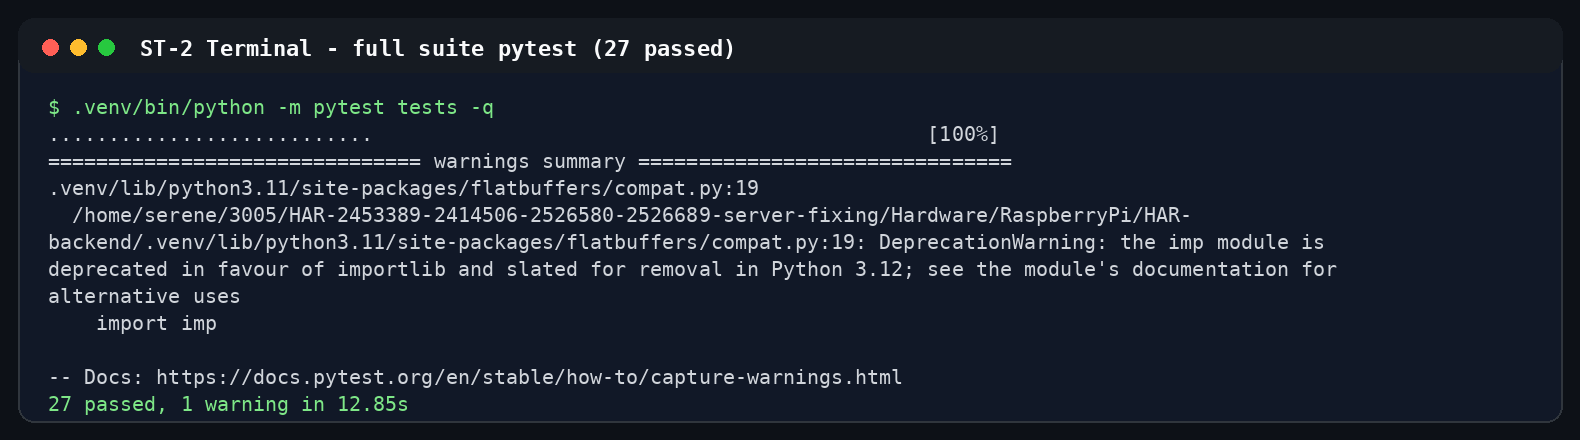 ST-2 Terminal - full suite pytest (27 passed)
$ .venv/bin/python -m pytest tests -q
........................... [100%]
=============================== warnings summary ===============================
.venv/lib/python3.11/site-packages/flatbuffers/compat.py:19
  /home/serene/3005/HAR-2453389-2414506-2526580-2526689-server-fixing/Hardware/RaspberryPi/HAR-
backend/.venv/lib/python3.11/site-packages/flatbuffers/compat.py:19: DeprecationWarning: the imp module is
deprecated in favour of importlib and slated for removal in Python 3.12; see the module's documentation for
alternative uses
    import imp
-- Docs: https://docs.pytest.org/en/stable/how-to/capture-warnings.html
27 passed, 1 warning in 12.85s